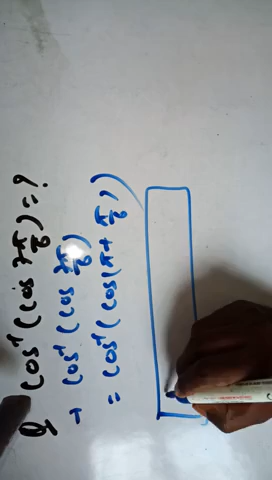 Q cos⁻¹(cos 7π/6) = ?
→ cos⁻¹(cos 7π/6)
= cos⁻¹(cos(π + π/6))